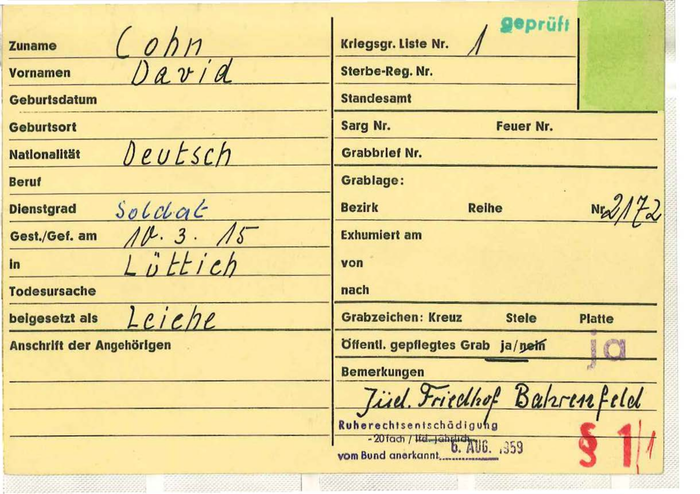 Zuname Cohn
Vornamen David
Geburtsdatum
Geburtsort
Nationalität Deutsch
Beruf
Dienstgrad Soldat
Gest./Gef. am 10. 3. 15
in Lüttich
Todesursache
beigesetzt als Leiche
Anschrift der Angehörigen
geprüft
Kriegsgr. Liste Nr. 1
Sterbe-Reg. Nr.
Standesamt
Sarg Nr. Feuer Nr.
Grabbrief Nr.
Grablage:
Bezirk Reihe Nr. 2172
Exhumiert am
von
nach
Grabzeichen: Kreuz Stele Platte
Öffentl. gepflegtes Grab ja/nein ja
Bemerkungen
Jüd. Friedhof Bahrenfeld
Ruherechtsentschädigung
-20fach / lfd. jährlich
vom Bund anerkannt 6. AUG. 1959
§ 1/1